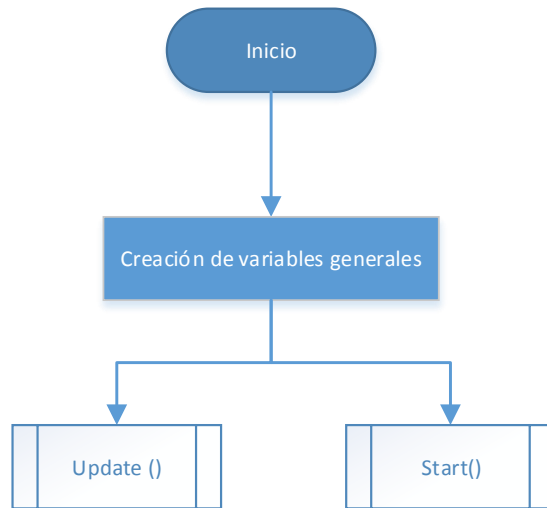 Inicio
Creación de variables generales
Update ()
Start()